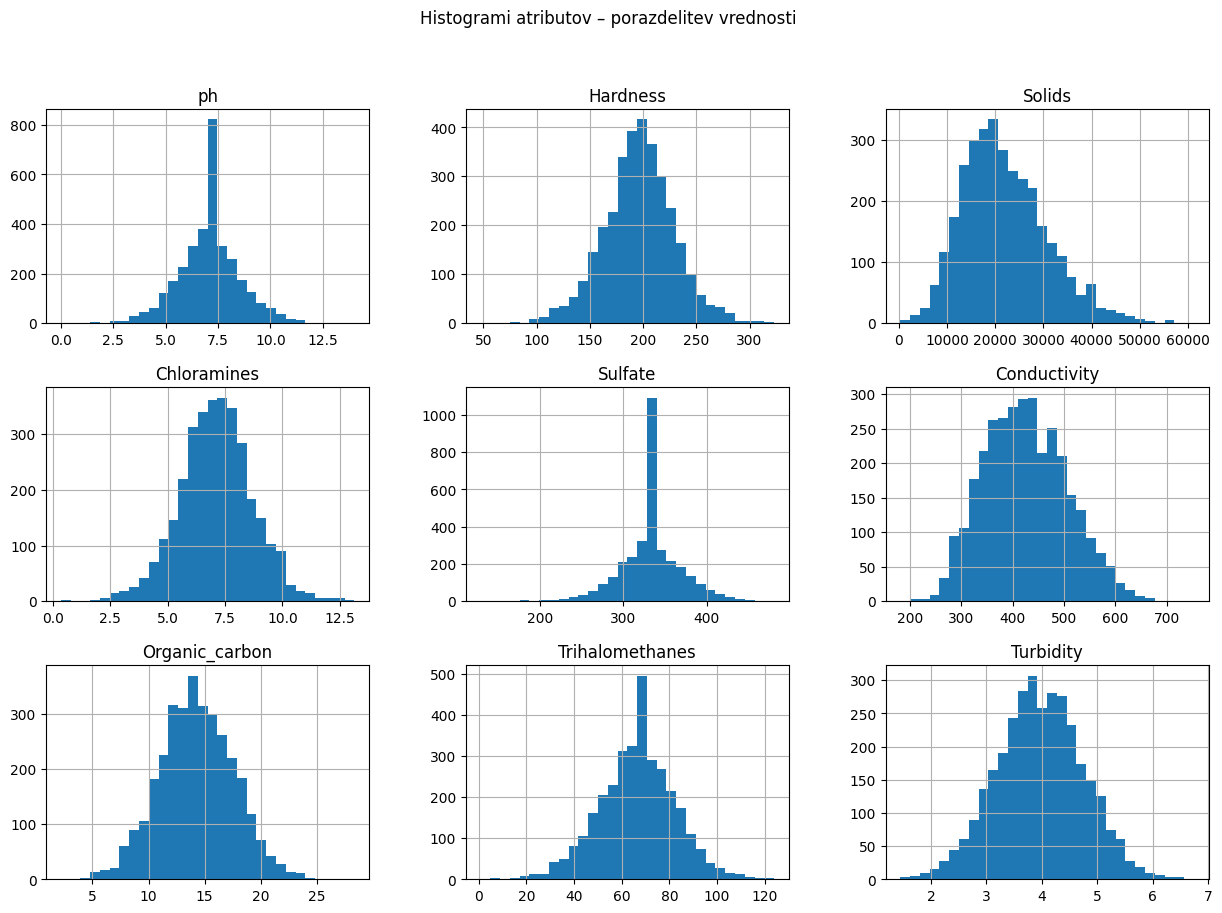 Histogrami atributov – porazdelitev vrednosti
ph
Hardness
Solids
800
600
400
200
0
0.0 2.5 5.0 7.5 10.0 12.5
400
300
200
100
0
50 100 150 200 250 300
300
200
100
0
0 10000 20000 30000 40000 50000 60000
Chloramines
Sulfate
Conductivity
300
200
100
0
0.0 2.5 5.0 7.5 10.0 12.5
1000
800
600
400
200
0
200 300 400
300
250
200
150
100
50
0
200 300 400 500 600 700
Organic_carbon
Trihalomethanes
Turbidity
300
200
100
0
5 10 15 20 25
500
400
300
200
100
0
0 20 40 60 80 100 120
300
250
200
150
100
50
0
2 3 4 5 6 7